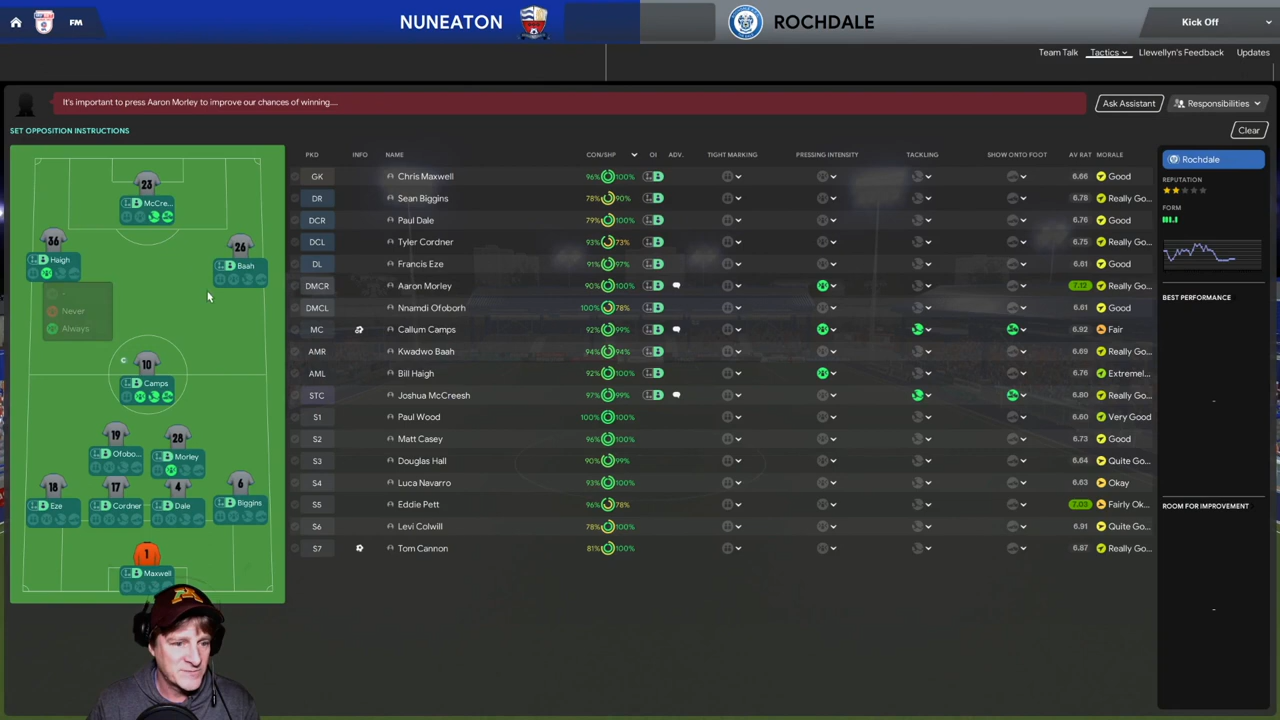 NUNEATON
ROCHDALE
FM
Kick Off
Team Talk
Tactics
Llewellyn's Feedback
Updates
It's important to press Aaron Morley to improve our chances of winning....
Ask Assistant
Responsibilities
SET OPPOSITION INSTRUCTIONS
Clear
PKD INFO NAME CON/SHP OI ADV. TIGHT MARKING PRESSING INTENSITY TACKLING SHOW ONTO FOOT AV RAT MORALE
GK Chris Maxwell 96% 100% 6.66 Good
DR Sean Biggins 78% 90% 6.78 Really Go...
DCR Paul Dale 79% 100% 6.76 Good
DCL Tyler Cordner 93% 73% 6.75 Really Go...
DL Francis Eze 91% 97% 6.61 Good
DMCR Aaron Morley 90% 100% 7.12 Really Go...
DMCL Nnamdi Ofoborh 100% 78% 6.61 Good
MC Callum Camps 92% 99% 6.92 Fair
AMR Kwadwo Baah 94% 94% 6.69 Really Go...
AML Bill Haigh 92% 100% 6.76 Extremel...
STC Joshua McCreesh 97% 99% 6.80 Really Go...
S1 Paul Wood 100% 100% 6.60 Very Good
S2 Matt Casey 96% 100% 6.73 Good
S3 Douglas Hall 90% 99% 6.64 Quite Go...
S4 Luca Navarro 93% 100% 6.63 Okay
S5 Eddie Pett 96% 78% 7.03 Fairly Ok...
S6 Levi Colwill 78% 100% 6.91 Quite Go...
S7 Tom Cannon 81% 100% 6.87 Really Go...
23
McCre...
36
Haigh
26
Baah
-
Never
Always
C
10
Camps
19
Ofobo...
28
Morley
18
Eze
17
Cordner
4
Dale
6
Biggins
1
Maxwell
Rochdale
REPUTATION
FORM
BEST PERFORMANCE
-
ROOM FOR IMPROVEMENT
-